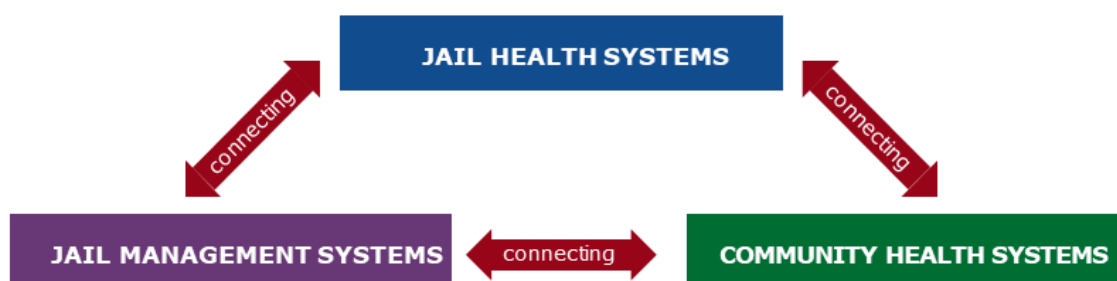 JAIL HEALTH SYSTEMS
connecting
connecting
JAIL MANAGEMENT SYSTEMS
connecting
COMMUNITY HEALTH SYSTEMS